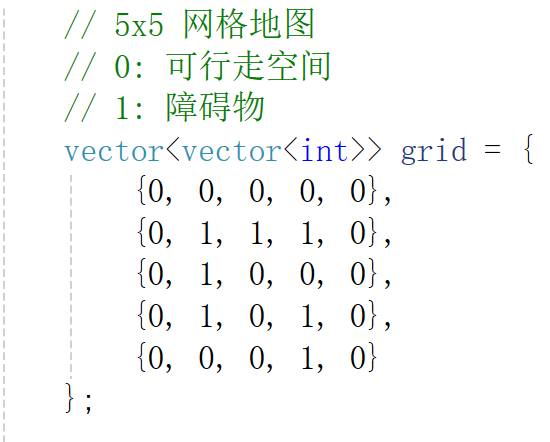 // 5x5 网格地图
// 0: 可行走空间
// 1: 障碍物
vector<vector<int>> grid = {
{0, 0, 0, 0, 0},
{0, 1, 1, 1, 0},
{0, 1, 0, 0, 0},
{0, 1, 0, 1, 0},
{0, 0, 0, 1, 0}
};